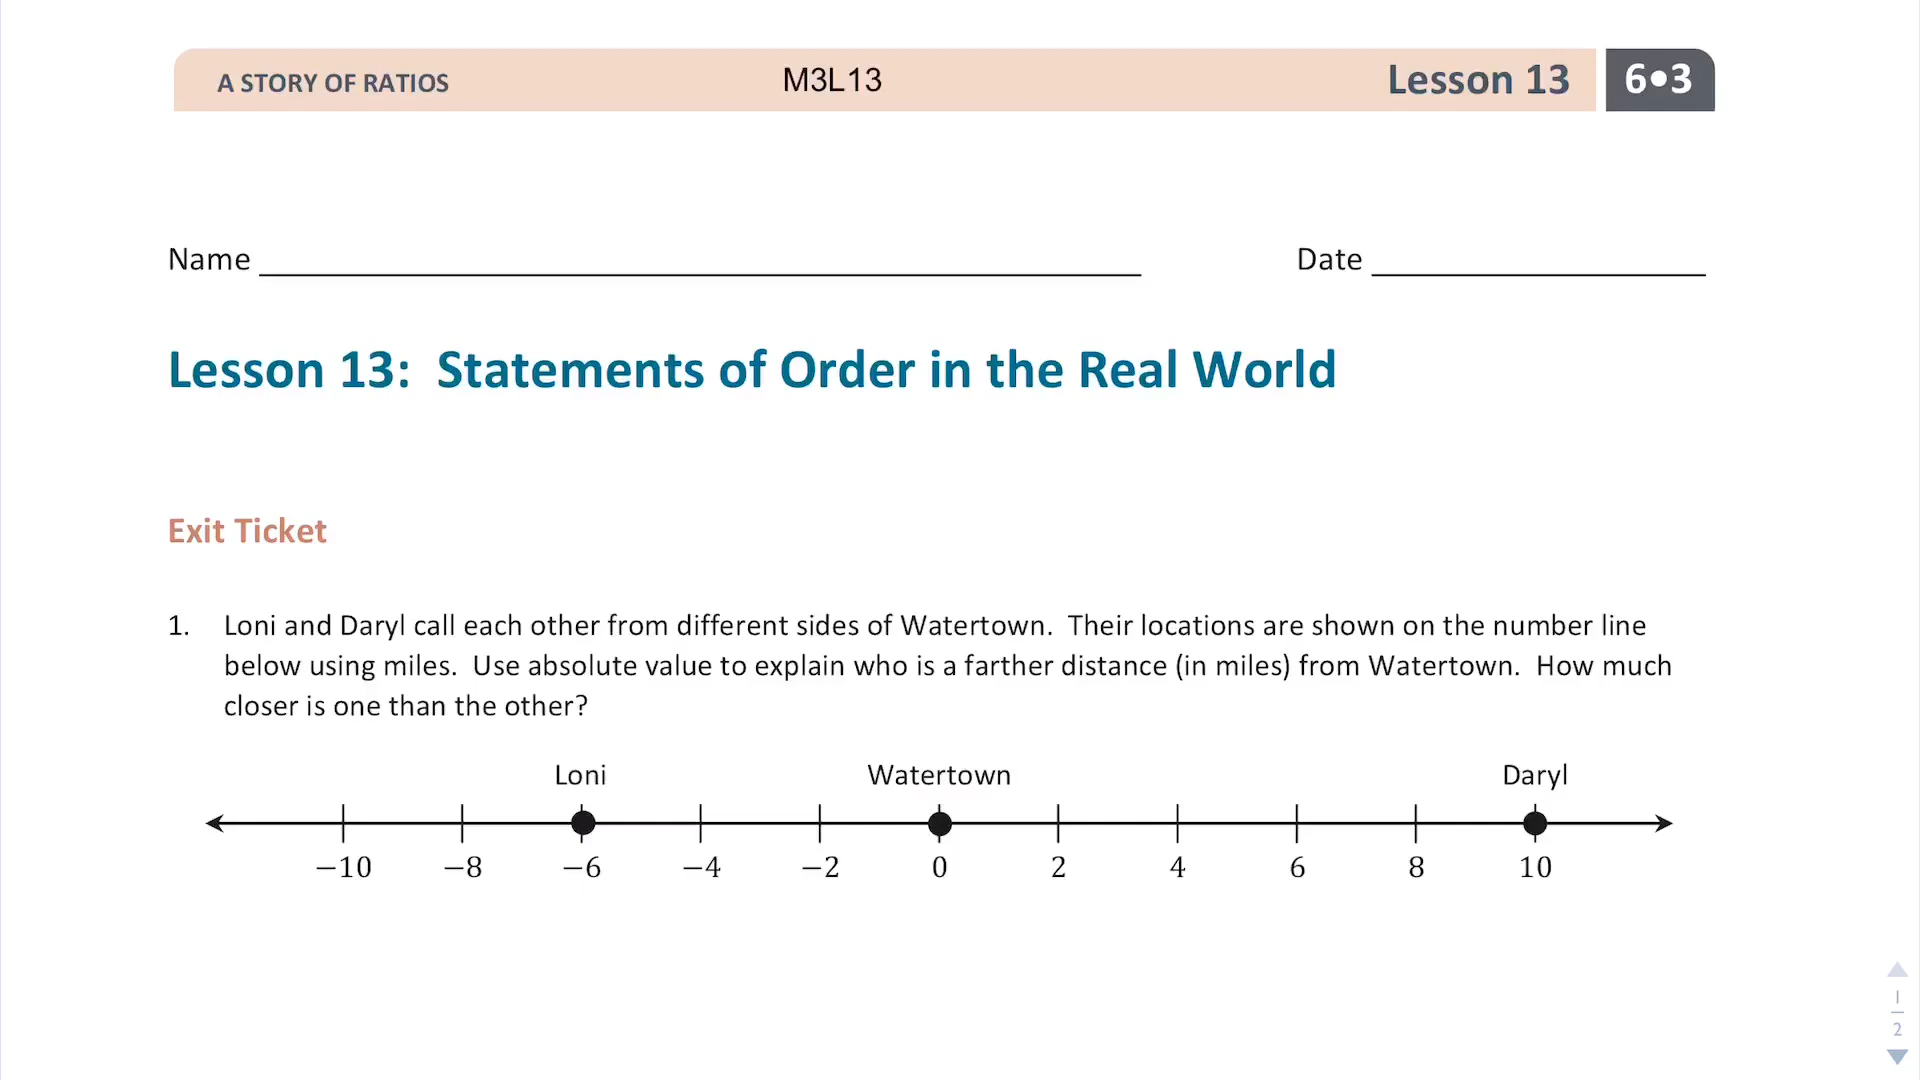 A STORY OF RATIOS M3L13 Lesson 13 6•3
Name Date
Lesson 13: Statements of Order in the Real World
Exit Ticket
1. Loni and Daryl call each other from different sides of Watertown. Their locations are shown on the number line
below using miles. Use absolute value to explain who is a farther distance (in miles) from Watertown. How much
closer is one than the other?
Loni Watertown Daryl
−10 −8 −6 −4 −2 0 2 4 6 8 10
1
2